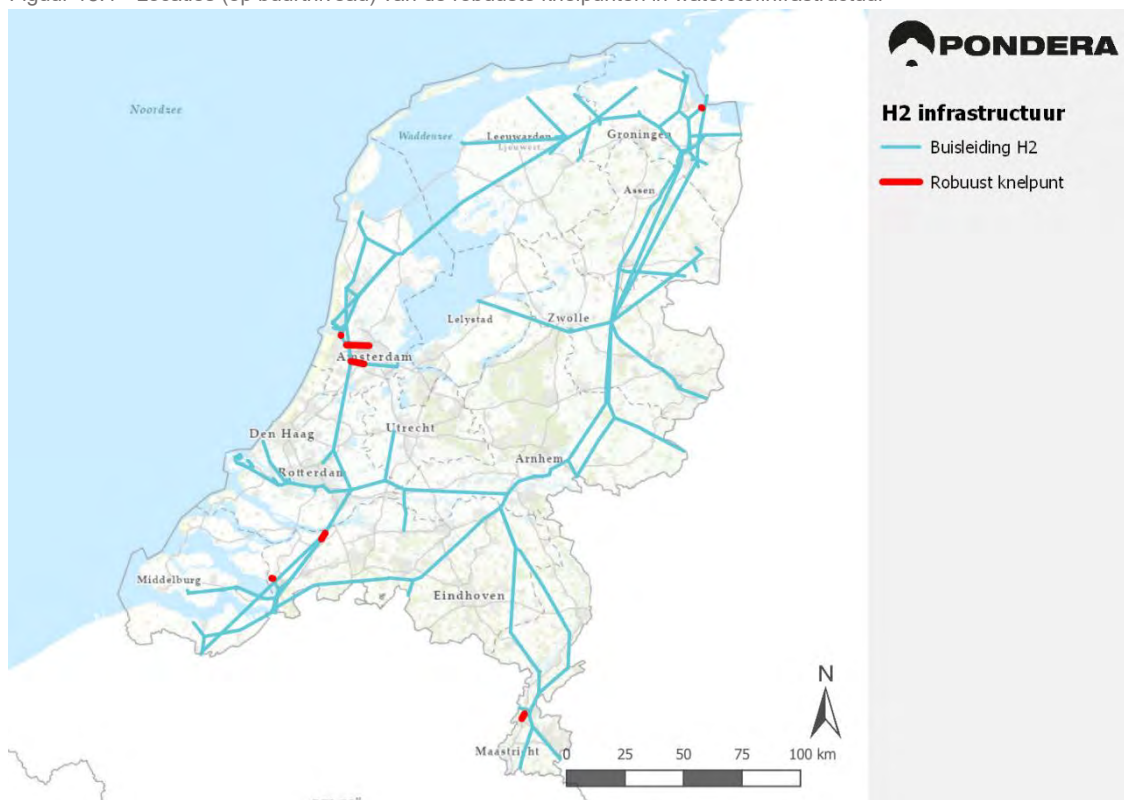 PONDERA
H2 infrastructuur
Buisleiding H2
Robuust knelpunt
Noordzee
Waddenzee
Leeuwarden
Ljouwert
Groningen
Assen
Lelystad
Zwolle
Amsterdam
Den Haag
Utrecht
Rotterdam
Arnhem
Middelburg
Eindhoven
Maastricht
N
0 25 50 75 100 km